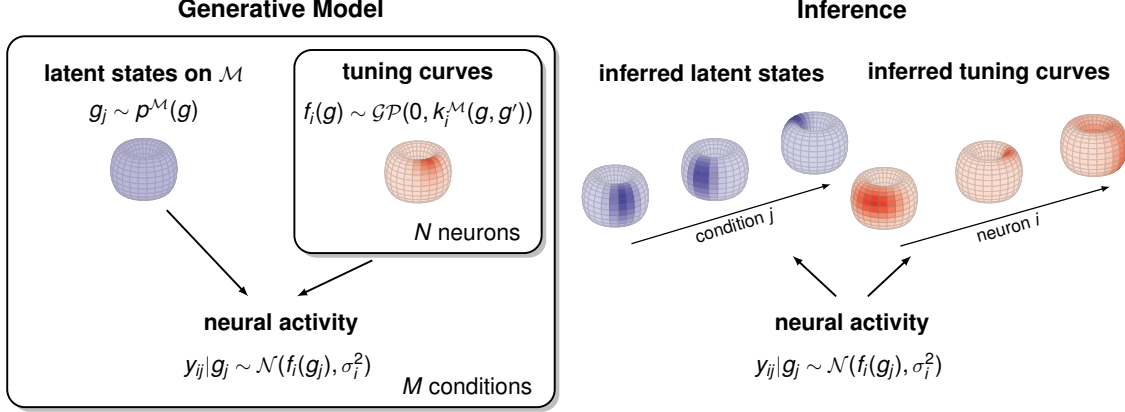 Generative Model
latent states on ℳ
g_j ∼ p^ℳ(g)
tuning curves
f_i(g) ∼ 𝒢𝒫(0, k_i^ℳ(g, g′))
N neurons
neural activity
y_ij|g_j ∼ 𝒩(f_i(g_j), σ_i^2)
M conditions
Inference
inferred latent states
inferred tuning curves
condition j
neuron i
neural activity
y_ij|g_j ∼ 𝒩(f_i(g_j), σ_i^2)